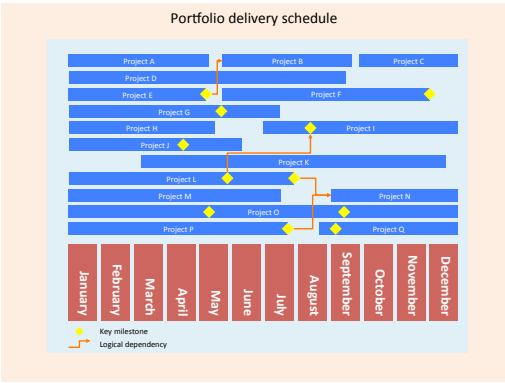 Portfolio delivery schedule
Project A Project B Project C
Project D
Project E Project F
Project G
Project H Project I
Project J
Project K
Project L
Project M Project N
Project O
Project P Project Q
January February March April May June July August September October November December
Key milestone
Logical dependency